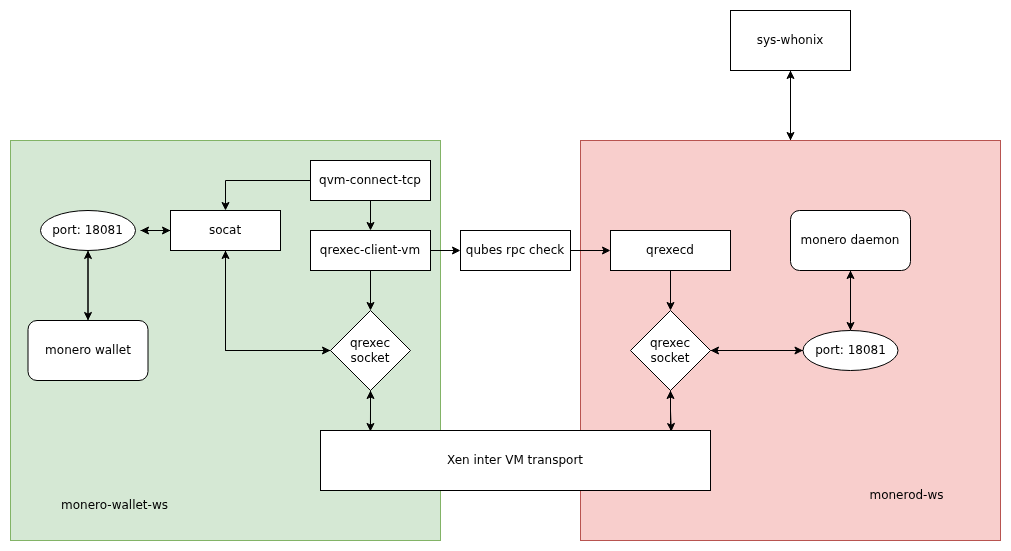 sys-whonix
qvm-connect-tcp
port: 18081
socat
qrexec-client-vm
qubes rpc check
qrexecd
monero daemon
monero wallet
qrexec
socket
qrexec
socket
port: 18081
Xen inter VM transport
monero-wallet-ws
monerod-ws